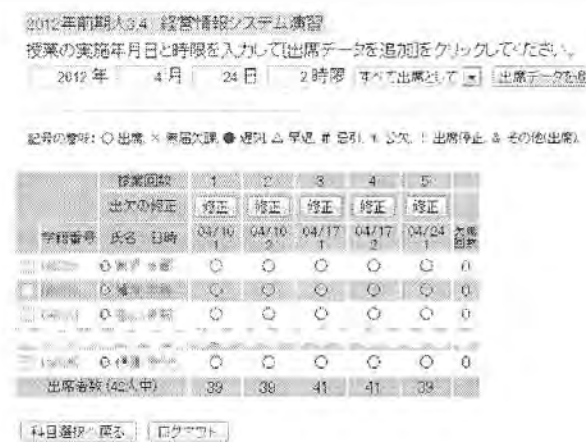 2012年前期火3,4 経営情報システム演習
授業の実施年月日と時限を入力して[出席データを追加]をクリックしてください。
2012 年 4 月 24 日 2 時限 すべて出席として 出席データを追
記号の意味: ○ 出席, × 無届欠課, ● 遅刻, △ 早退, # 忌引, * 公欠, ! 出席停止, & その他(出席),
授業回数 1 2 3 4 5
出欠の修正 修正 修正 修正 修正 修正
学籍番号 氏名 日時 04/10 1 04/10 2 04/17 1 04/17 2 04/24 1 欠席回数
○ ○ ○ ○ ○ 0
○ ○ ○ ○ ○ 0
○ ○ ○ ○ ○ 0
○ ○ ○ ○ ○ 0
出席者数 (42人中) 39 39 41 41 39
科目選択へ戻る ログアウト